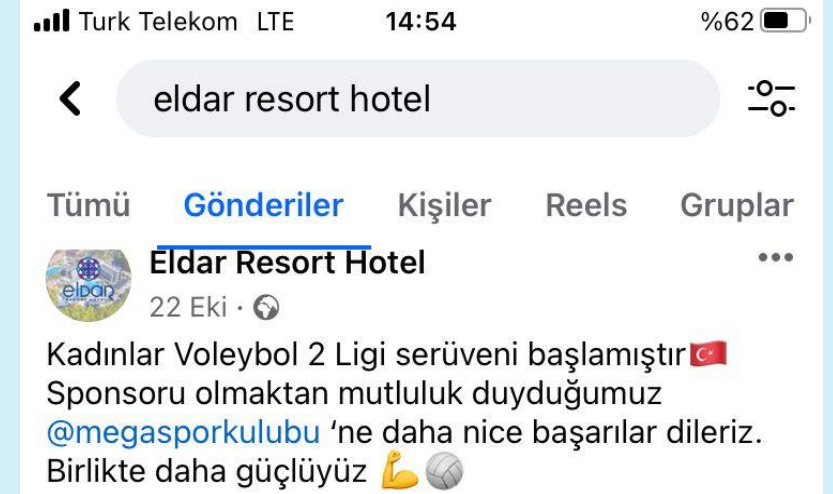 Turk Telekom LTE 14:54 %62
eldar resort hotel
Tümü Gönderiler Kişiler Reels Gruplar
Eldar Resort Hotel
elDAR
22 Eki ·
Kadınlar Voleybol 2 Ligi serüveni başlamıştır🇹🇷
Sponsoru olmaktan mutluluk duyduğumuz
@megasporkulubu ‘ne daha nice başarılar dileriz.
Birlikte daha güçlüyüz 💪🏐